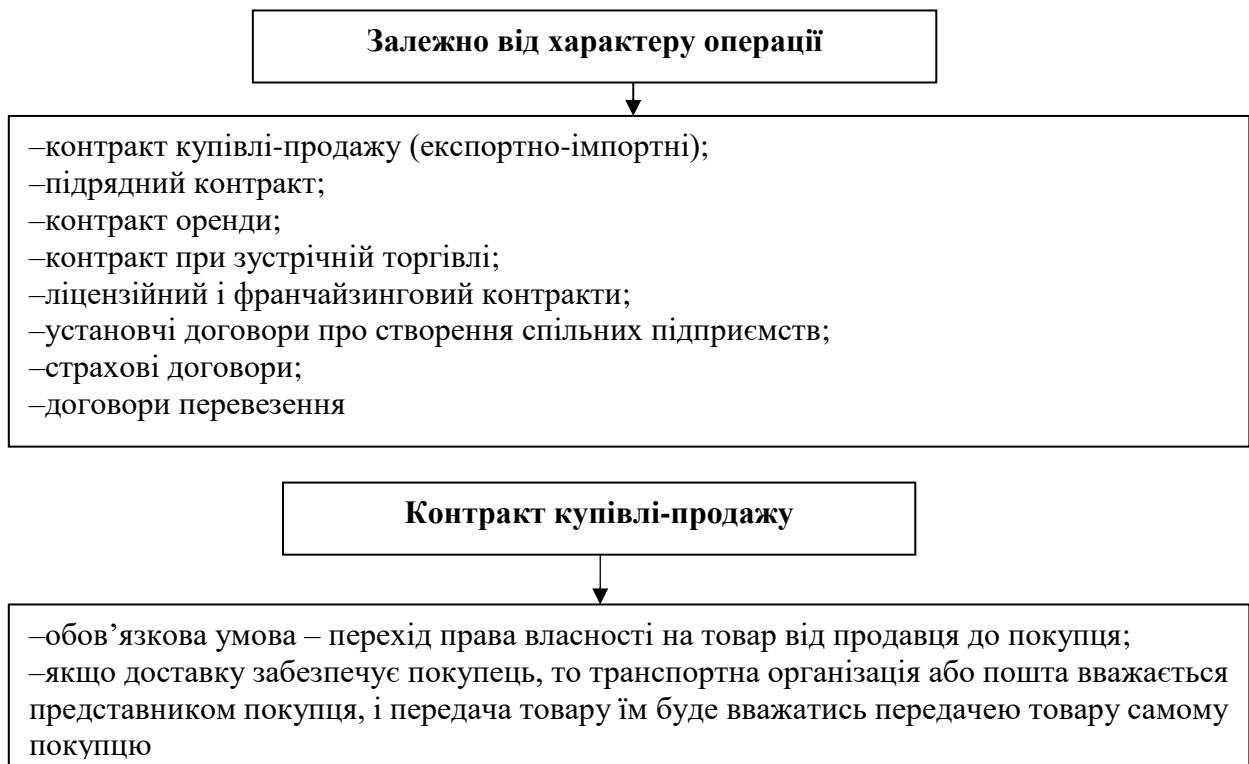 Залежно від характеру операції
–контракт купівлі-продажу (експортно-імпортні);
–підрядний контракт;
–контракт оренди;
–контракт при зустрічній торгівлі;
–ліцензійний і франчайзинговий контракти;
–установчі договори про створення спільних підприємств;
–страхові договори;
–договори перевезення
Контракт купівлі-продажу
–обов’язкова умова – перехід права власності на товар від продавця до покупця;
–якщо доставку забезпечує покупець, то транспортна організація або пошта вважається
представником покупця, і передача товару їм буде вважатись передачею товару самому
покупцю